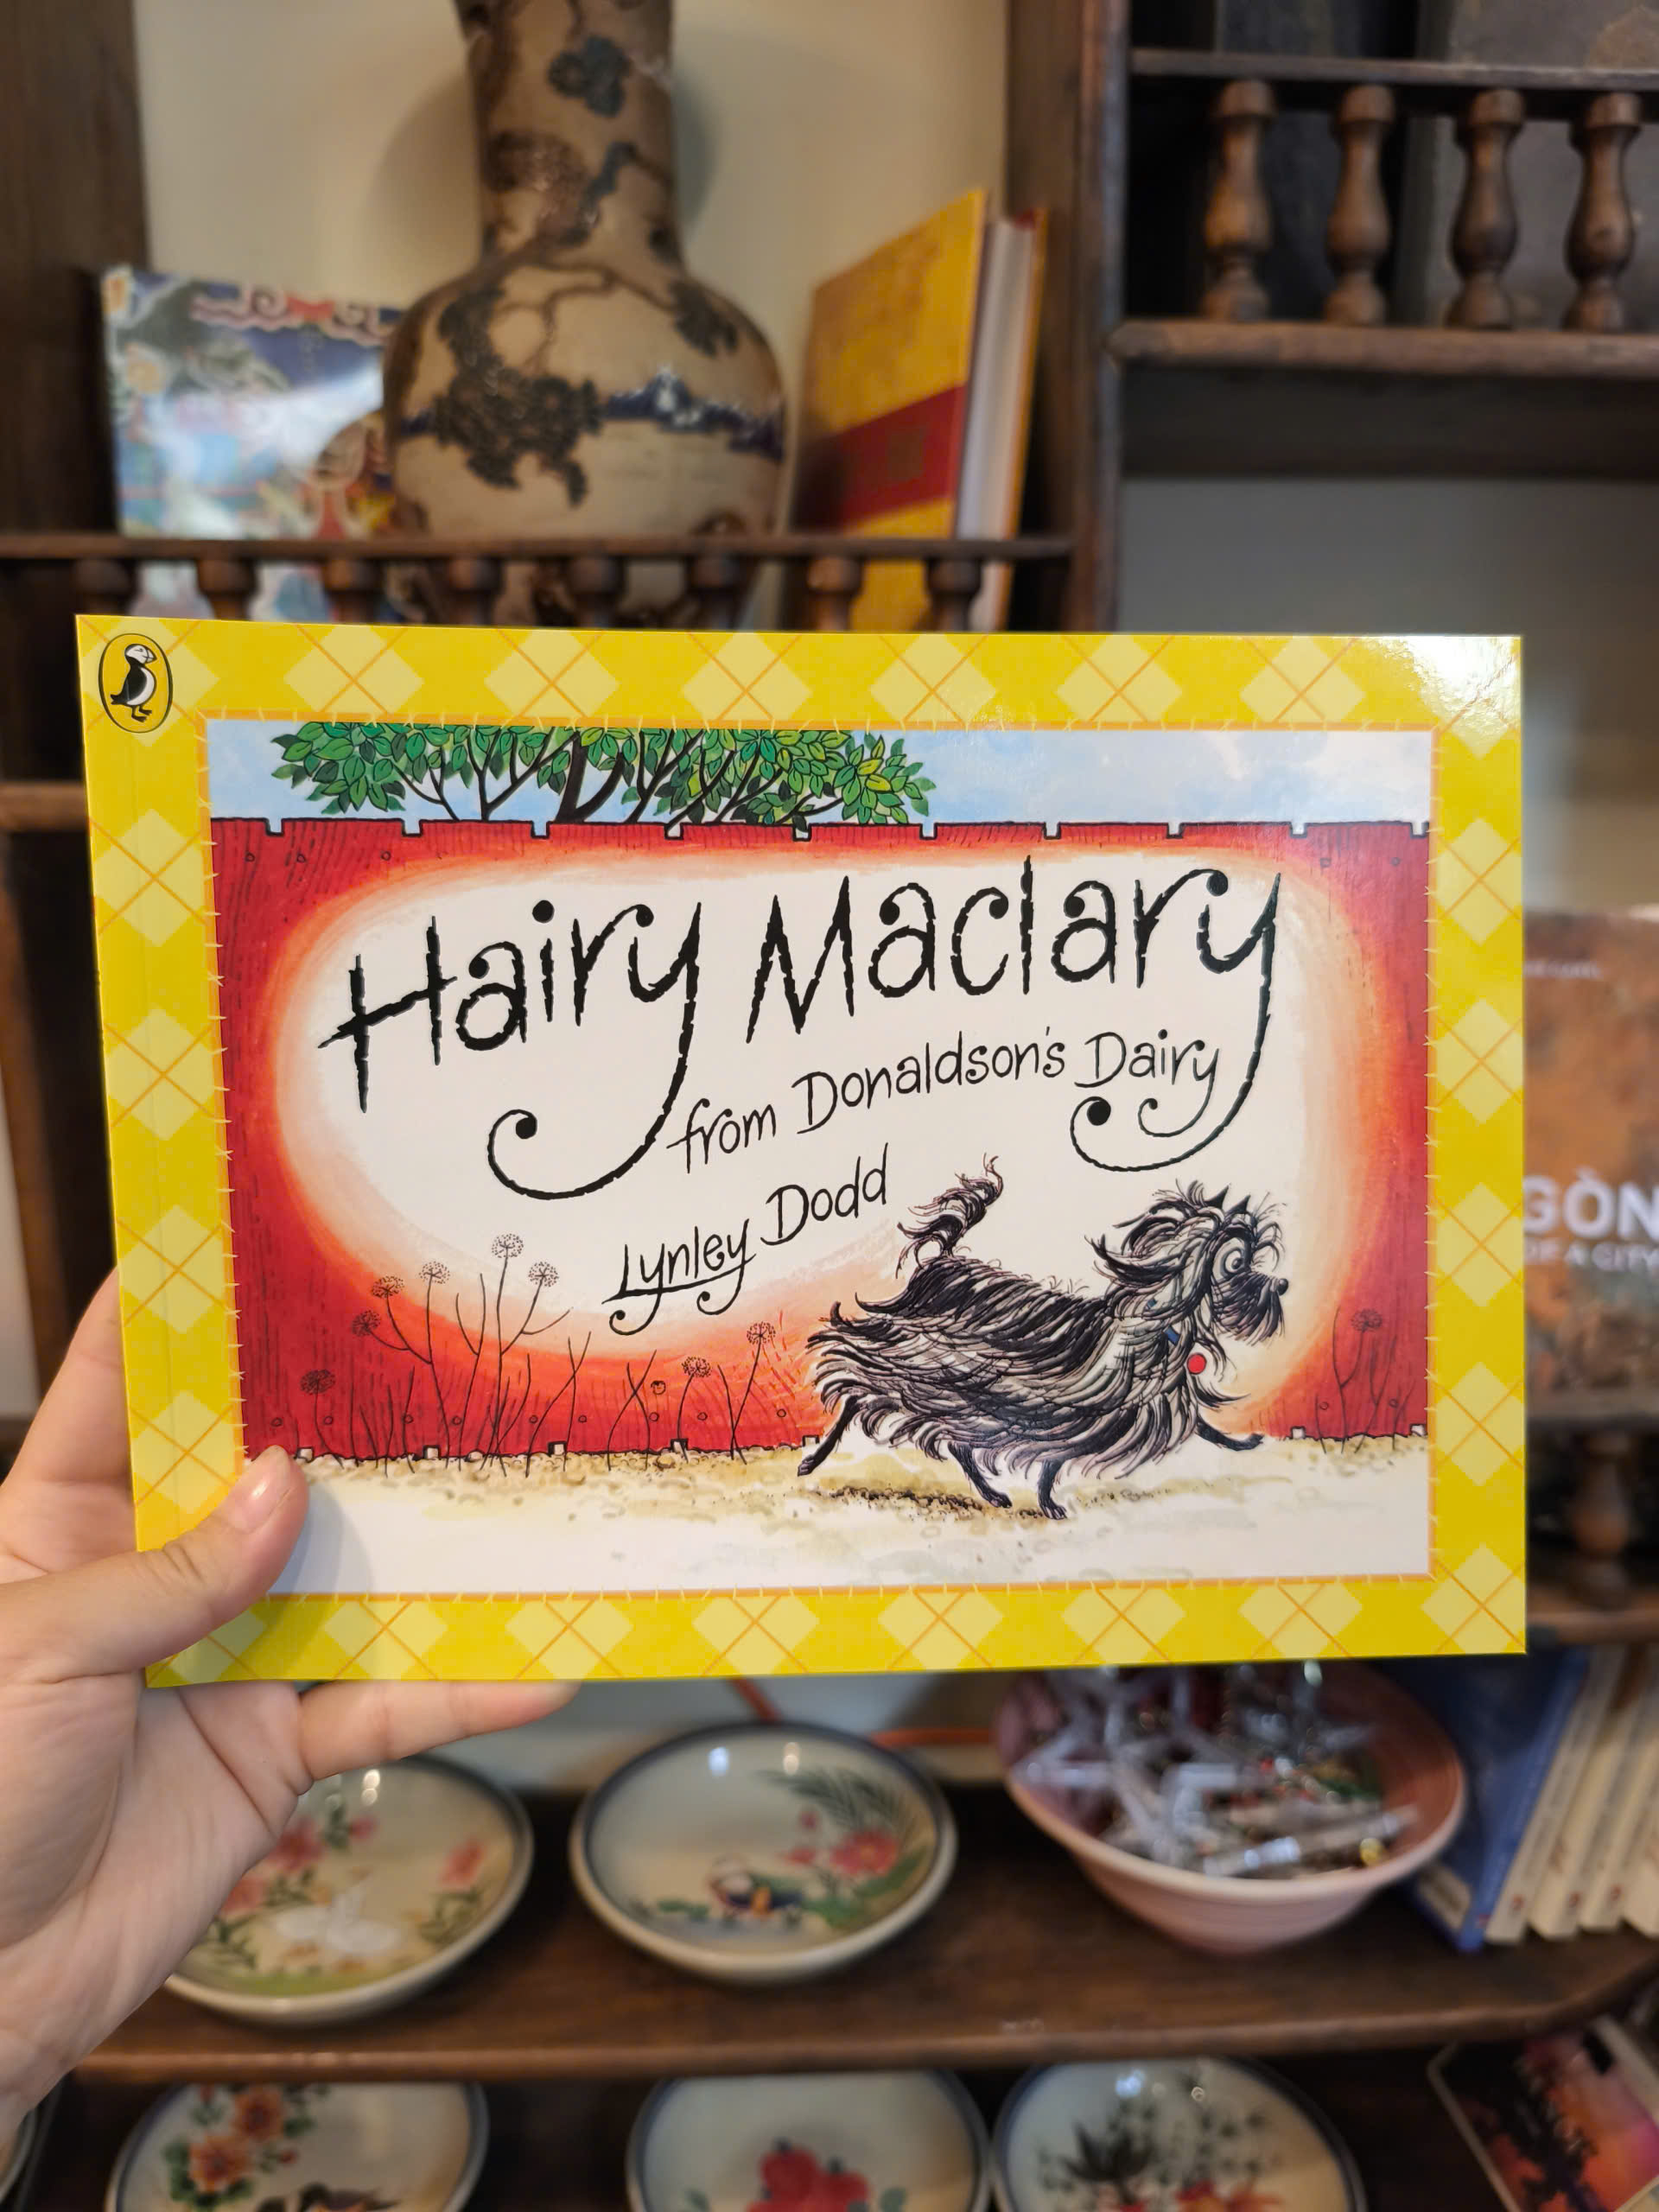 Hairy Maclary
from Donaldson's Dairy
Lynley Dodd
GÒN
OF A CITY